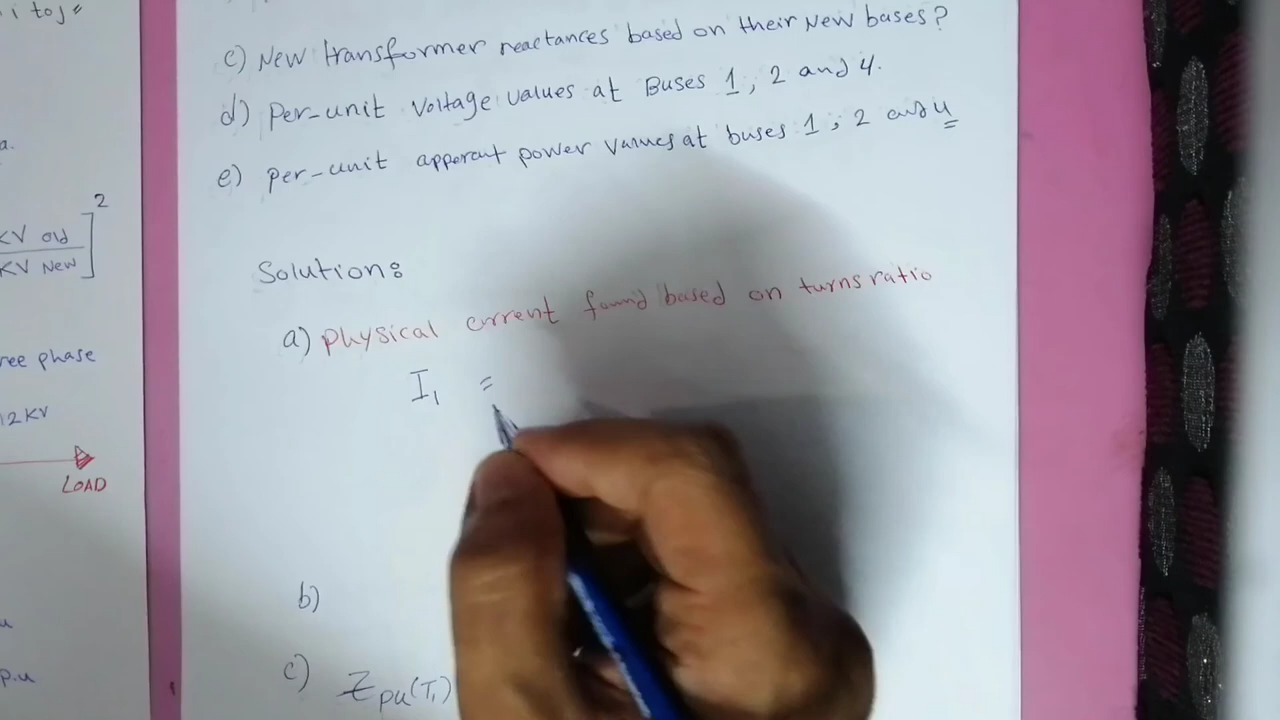 i to j =
a.
2
KV old
KV New
ree phase
12KV
LOAD
u
p.u
c) New transformer reactances based on their New bases?
d) Per-unit Voltage values at Buses 1, 2 and 4.
e) per-unit apparent power values at buses 1, 2 and 4
Solution:
a) Physical current found based on turns ratio
I1 =
b)
c) Zpu(T1)